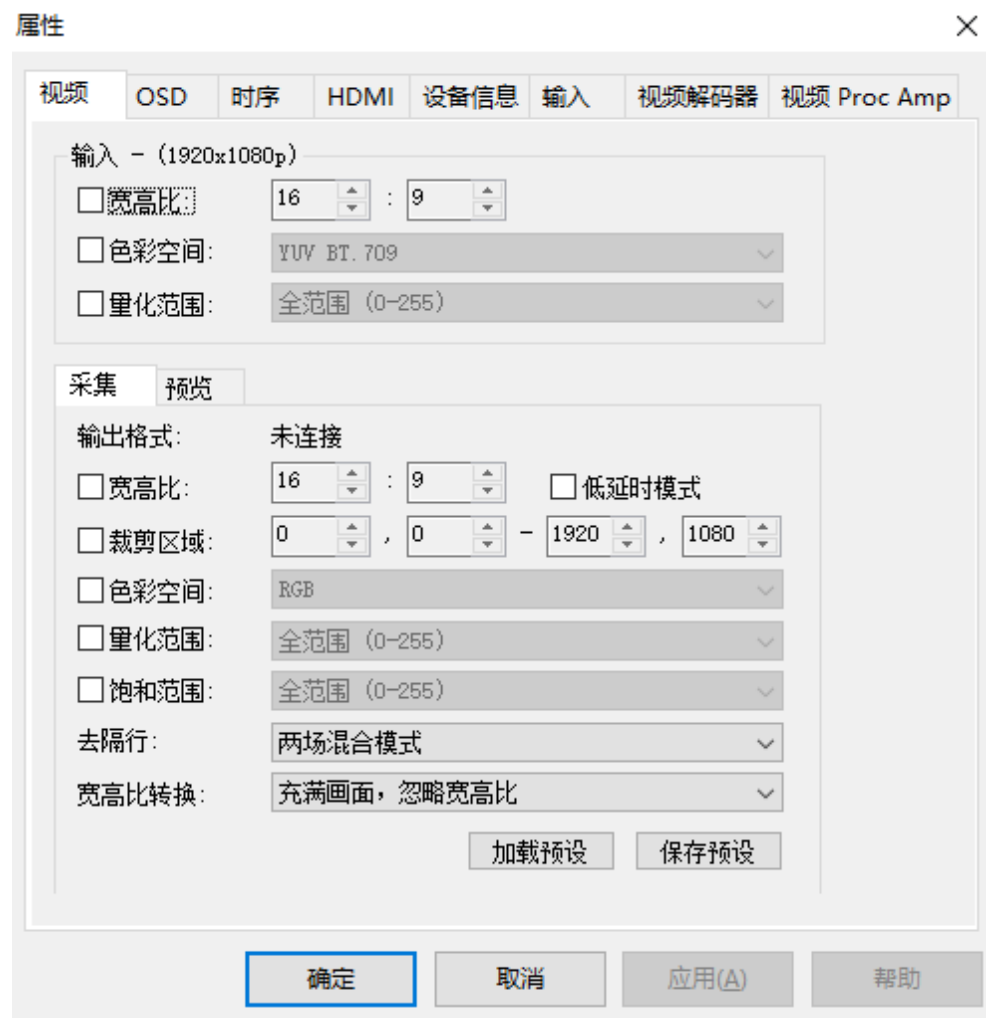 属性
视频 OSD 时序 HDMI 设备信息 输入 视频解码器 视频 Proc Amp
输入 - (1920x1080p)
宽高比: 16 : 9
色彩空间: YUV BT.709
量化范围: 全范围 (0-255)
采集 预览
输出格式: 未连接
宽高比: 16 : 9 低延时模式
裁剪区域: 0 , 0 - 1920 , 1080
色彩空间: RGB
量化范围: 全范围 (0-255)
饱和范围: 全范围 (0-255)
去隔行: 两场混合模式
宽高比转换: 充满画面，忽略宽高比
加载预设 保存预设
确定 取消 应用(A) 帮助